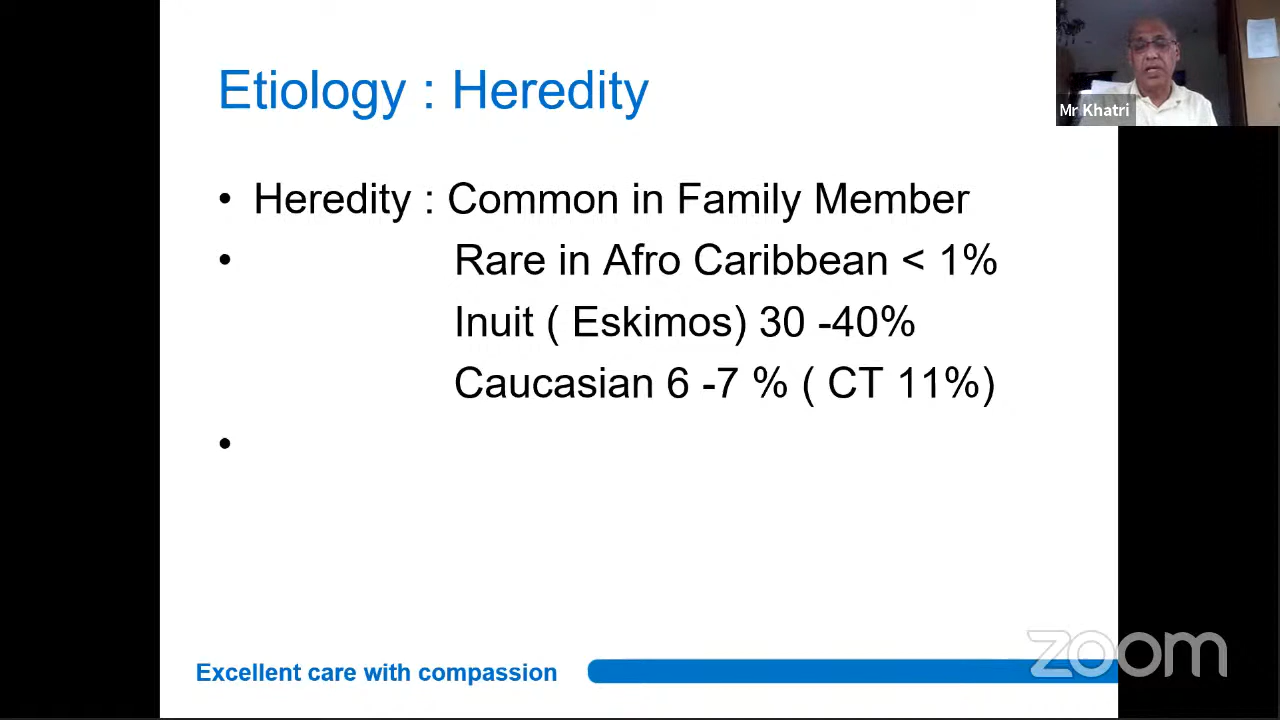 Etiology : Heredity
Mr Khatri
• Heredity : Common in Family Member
• Rare in Afro Caribbean < 1%
Inuit ( Eskimos) 30 -40%
Caucasian 6 -7 % ( CT 11%)
•
Excellent care with compassion
zoom